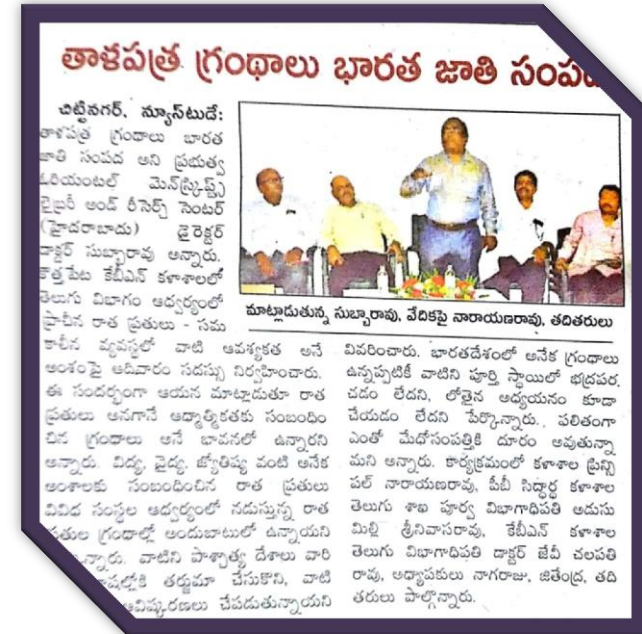 తాళపత్ర గ్రంథాలు భారత జాతి సంపద
చిట్టినగర్, న్యూస్‌టుడే:
తాళపత్ర గ్రంథాలు భారత
జాతి సంపద అని ప్రభుత్వ
ఓరియంటల్ మెన్‌స్క్రిప్ట్స్
లైబ్రరీ అండ్ రీసెర్చ్ సెంటర్
(హైదరాబాదు) డైరెక్టర్
డాక్టర్ సుబ్బారావు అన్నారు.
కొత్తపేట కేబీఎన్ కళాశాలలో
తెలుగు విభాగం ఆధ్వర్యంలో
ప్రాచీన రాత ప్రతులు - సమ
కాలీన వ్యవస్థలో వాటి ఆవశ్యకత అనే
అంశంపై ఆదివారం సదస్సు నిర్వహించారు.
ఈ సందర్భంగా ఆయన మాట్లాడుతూ రాత
ప్రతులు అనగానే ఆధ్యాత్మికతకు సంబంధిం
చిన గ్రంథాలు అనే భావనలో ఉన్నారని
అన్నారు. విద్య, వైద్య, జ్యోతిష్య వంటి అనేక
అంశాలకు సంబంధించిన రాత ప్రతులు
వివిధ సంస్థల ఆధ్వర్యంలో నడుస్తున్న రాత
ప్రతుల గ్రంథాల్లో అందుబాటులో ఉన్నాయని
వాటిని పాశ్చాత్య దేశాలు వారి
తర్జుమా చేసుకొని, వాటి
ఆవిష్కరణలు చేపడుతున్నాయని
మాట్లాడుతున్న సుబ్బారావు, వేదికపై నారాయణరావు, తదితరులు
వివరించారు. భారతదేశంలో అనేక గ్రంథాలు
ఉన్నప్పటికీ వాటిని పూర్తి స్థాయిలో భద్రపర.
చడం లేదని, లోతైన అధ్యయనం కూడా
చేయడం లేదని పేర్కొన్నారు. ఫలితంగా
ఎంతో మేధోసంపత్తికి దూరం అవుతున్నా
మని అన్నారు. కార్యక్రమంలో కళాశాల ప్రిన్సి
పల్ నారాయణరావు, పీబీ సిద్ధార్థ కళాశాల
తెలుగు శాఖ పూర్వ విభాగాధిపతి అడుసు
మిల్లి శ్రీనివాసరావు, కేబీఎన్ కళాశాల
తెలుగు విభాగాధిపతి డాక్టర్ జేవీ చలపతి
రావు, అధ్యాపకులు నాగరాజు, జితేంద్ర, తది
తరులు పాల్గొన్నారు.